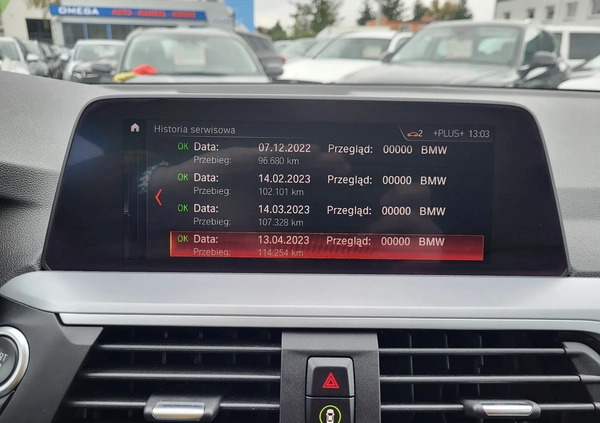 OMEGA
Historia serwisowa
2 +PLUS+ 13:03
OK Data: 07.12.2022 Przegląd: 00000 BMW
Przebieg: 96.680 km
OK Data: 14.02.2023 Przegląd: 00000 BMW
Przebieg: 102.101 km
OK Data: 14.03.2023 Przegląd: 00000 BMW
Przebieg: 107.328 km
OK Data: 13.04.2023 Przegląd: 00000 BMW
Przebieg: 114.254 km